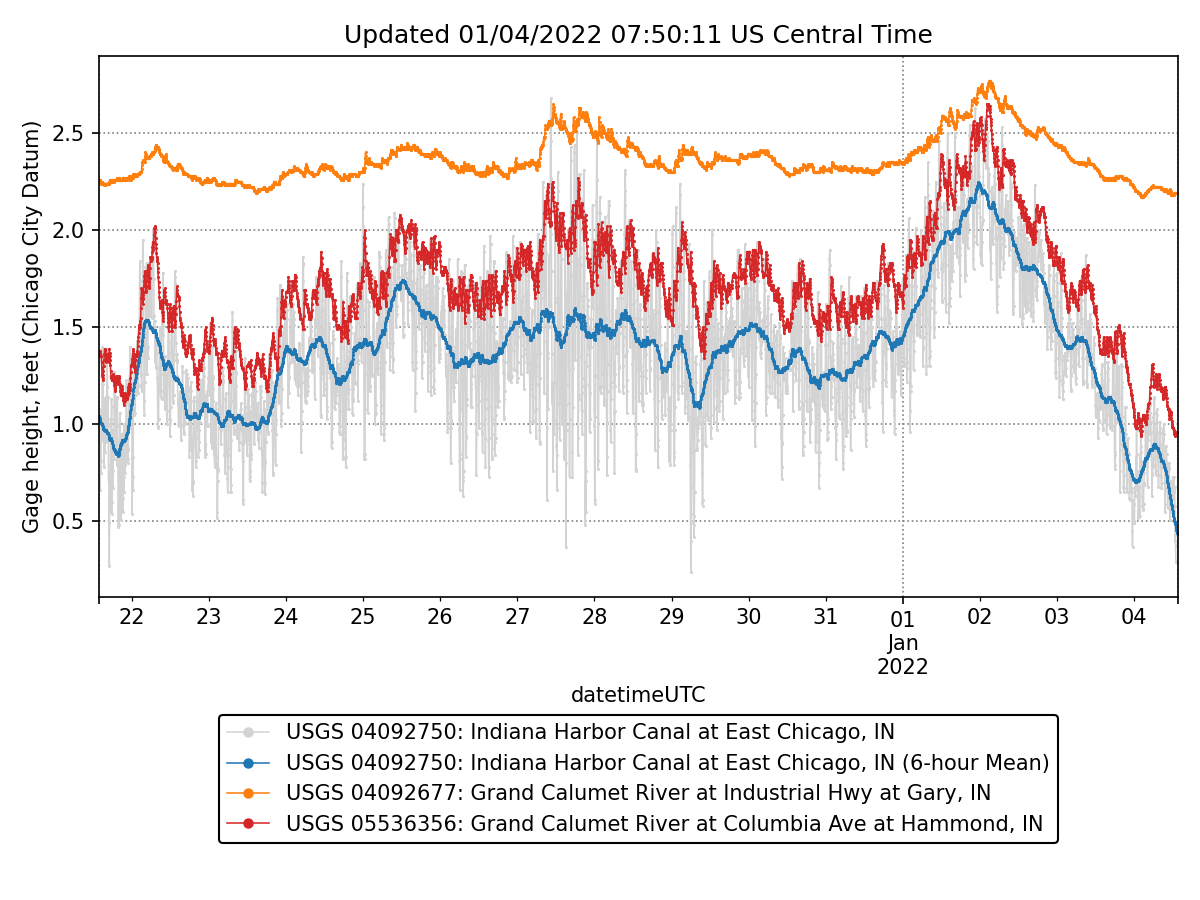 Updated 01/04/2022 07:50:11 US Central Time
Gage height, feet (Chicago City Datum)
2.5
2.0
1.5
1.0
0.5
22 23 24 25 26 27 28 29 30 31 01 02 03 04
Jan
2022
datetimeUTC
USGS 04092750: Indiana Harbor Canal at East Chicago, IN
USGS 04092750: Indiana Harbor Canal at East Chicago, IN (6-hour Mean)
USGS 04092677: Grand Calumet River at Industrial Hwy at Gary, IN
USGS 05536356: Grand Calumet River at Columbia Ave at Hammond, IN